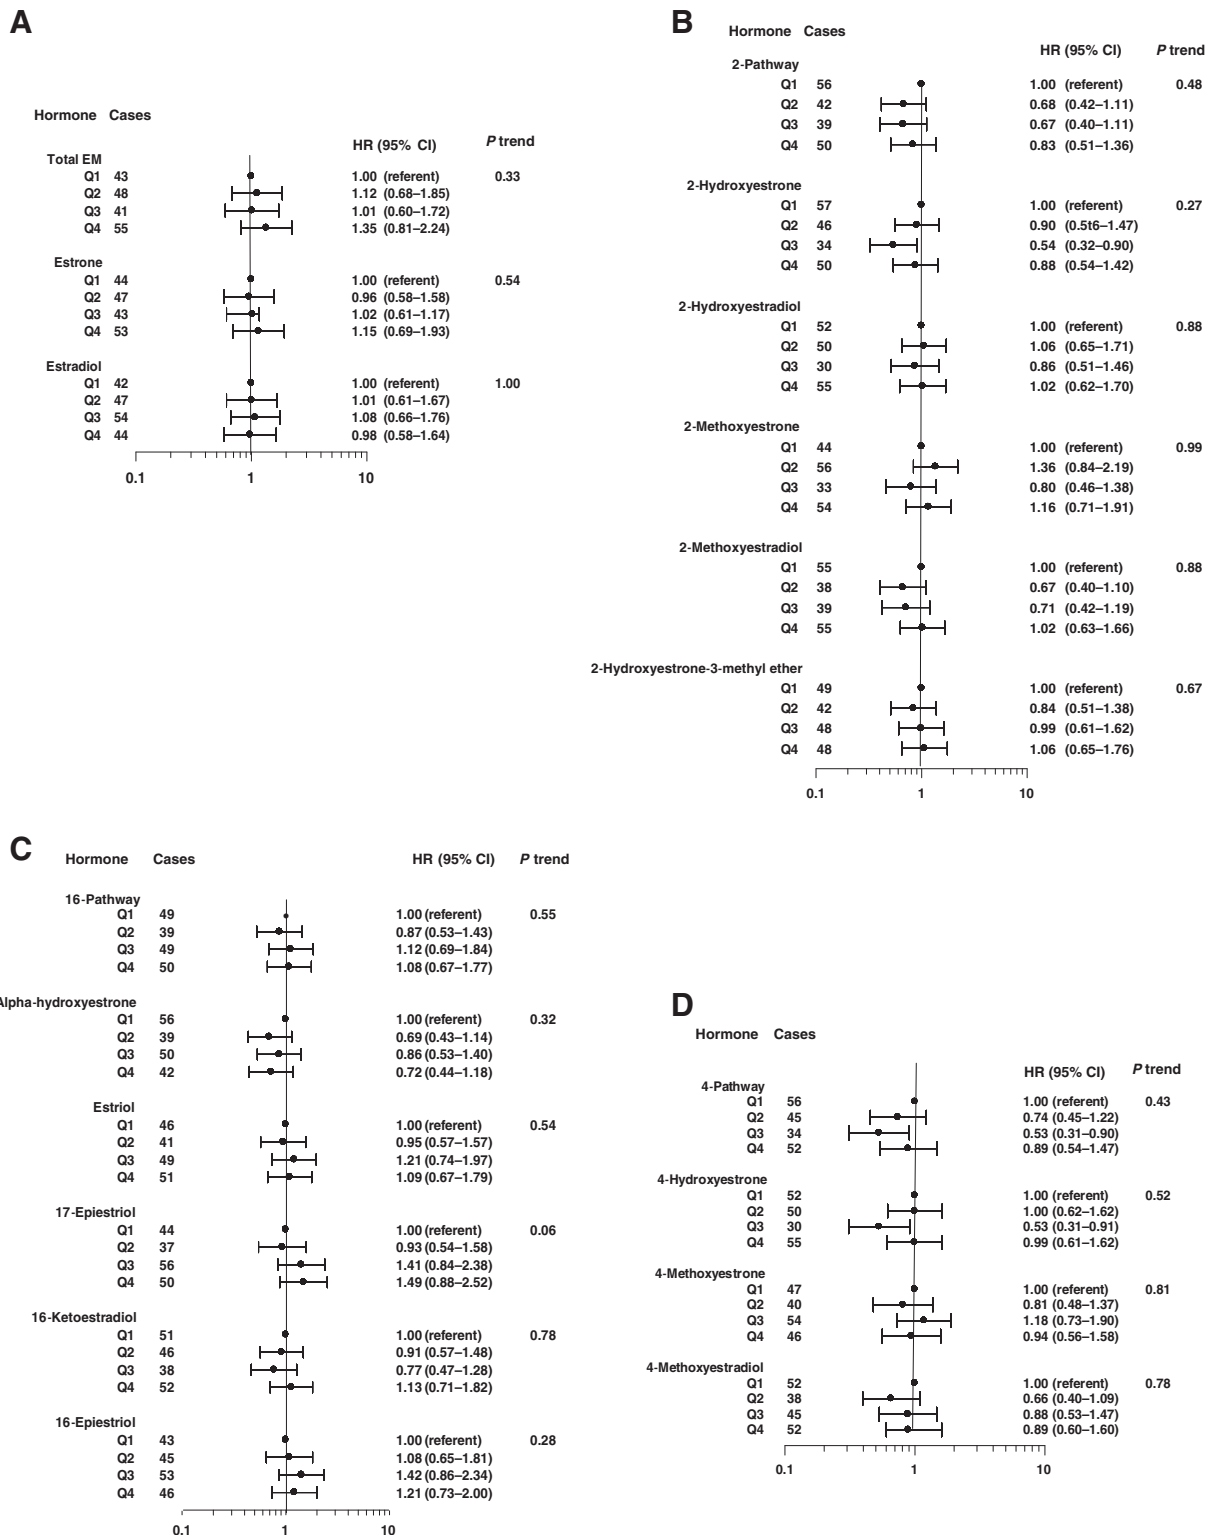 A
Hormone Cases
HR (95% CI) P trend
Total EM
Q1 43 1.00 (referent) 0.33
Q2 48 1.12 (0.68–1.85)
Q3 41 1.01 (0.60–1.72)
Q4 55 1.35 (0.81–2.24)
Estrone
Q1 44 1.00 (referent) 0.54
Q2 47 0.96 (0.58–1.58)
Q3 43 1.02 (0.61–1.17)
Q4 53 1.15 (0.69–1.93)
Estradiol
Q1 42 1.00 (referent) 1.00
Q2 47 1.01 (0.61–1.67)
Q3 54 1.08 (0.66–1.76)
Q4 44 0.98 (0.58–1.64)
0.1 1 10
B
Hormone Cases
HR (95% CI) P trend
2-Pathway
Q1 56 1.00 (referent) 0.48
Q2 42 0.68 (0.42–1.11)
Q3 39 0.67 (0.40–1.11)
Q4 50 0.83 (0.51–1.36)
2-Hydroxyestrone
Q1 57 1.00 (referent) 0.27
Q2 46 0.90 (0.5t6–1.47)
Q3 34 0.54 (0.32–0.90)
Q4 50 0.88 (0.54–1.42)
2-Hydroxyestradiol
Q1 52 1.00 (referent) 0.88
Q2 50 1.06 (0.65–1.71)
Q3 30 0.86 (0.51–1.46)
Q4 55 1.02 (0.62–1.70)
2-Methoxyestrone
Q1 44 1.00 (referent) 0.99
Q2 56 1.36 (0.84–2.19)
Q3 33 0.80 (0.46–1.38)
Q4 54 1.16 (0.71–1.91)
2-Methoxyestradiol
Q1 55 1.00 (referent) 0.88
Q2 38 0.67 (0.40–1.10)
Q3 39 0.71 (0.42–1.19)
Q4 55 1.02 (0.63–1.66)
2-Hydroxyestrone-3-methyl ether
Q1 49 1.00 (referent) 0.67
Q2 42 0.84 (0.51–1.38)
Q3 48 0.99 (0.61–1.62)
Q4 48 1.06 (0.65–1.76)
0.1 1 10
C
Hormone Cases HR (95% CI) P trend
16-Pathway
Q1 49 1.00 (referent) 0.55
Q2 39 0.87 (0.53–1.43)
Q3 49 1.12 (0.69–1.84)
Q4 50 1.08 (0.67–1.77)
Alpha-hydroxyestrone
Q1 56 1.00 (referent) 0.32
Q2 39 0.69 (0.43–1.14)
Q3 50 0.86 (0.53–1.40)
Q4 42 0.72 (0.44–1.18)
Estriol
Q1 46 1.00 (referent) 0.54
Q2 41 0.95 (0.57–1.57)
Q3 49 1.21 (0.74–1.97)
Q4 51 1.09 (0.67–1.79)
17-Epiestriol
Q1 44 1.00 (referent) 0.06
Q2 37 0.93 (0.54–1.58)
Q3 56 1.41 (0.84–2.38)
Q4 50 1.49 (0.88–2.52)
16-Ketoestradiol
Q1 51 1.00 (referent) 0.78
Q2 46 0.91 (0.57–1.48)
Q3 38 0.77 (0.47–1.28)
Q4 52 1.13 (0.71–1.82)
16-Epiestriol
Q1 43 1.00 (referent) 0.28
Q2 45 1.08 (0.65–1.81)
Q3 53 1.42 (0.86–2.34)
Q4 46 1.21 (0.73–2.00)
0.1 1 10
D
Hormone Cases
HR (95% CI) P trend
4-Pathway
Q1 56 1.00 (referent) 0.43
Q2 45 0.74 (0.45–1.22)
Q3 34 0.53 (0.31–0.90)
Q4 52 0.89 (0.54–1.47)
4-Hydroxyestrone
Q1 52 1.00 (referent) 0.52
Q2 50 1.00 (0.62–1.62)
Q3 30 0.53 (0.31–0.91)
Q4 55 0.99 (0.61–1.62)
4-Methoxyestrone
Q1 47 1.00 (referent) 0.81
Q2 40 0.81 (0.48–1.37)
Q3 54 1.18 (0.73–1.90)
Q4 46 0.94 (0.56–1.58)
4-Methoxyestradiol
Q1 52 1.00 (referent) 0.78
Q2 38 0.66 (0.40–1.09)
Q3 45 0.88 (0.53–1.47)
Q4 52 0.89 (0.60–1.60)
0.1 1 10